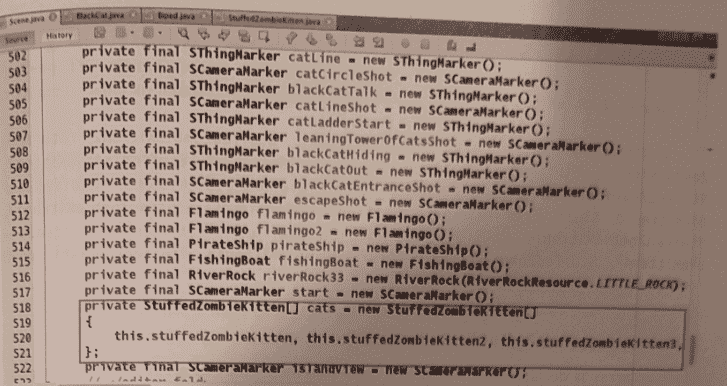 Scene.java BlackCat.java Biped.java StuffedZombieKitten.java
Source History
502 private final SThingMarker catLine = new SThingMarker();
503 private final SCameraMarker catCircleShot = new SCameraMarker();
504 private final SThingMarker blackCatTalk = new SThingMarker();
505 private final SCameraMarker catLineShot = new SCameraMarker();
506 private final SThingMarker catLadderStart = new SThingMarker();
507 private final SCameraMarker leaningTowerOfCatsShot = new SCameraMarker();
508 private final SThingMarker blackCatHiding = new SThingMarker();
509 private final SThingMarker blackCatOut = new SThingMarker();
510 private final SCameraMarker blackCatEntranceShot = new SCameraMarker();
511 private final SCameraMarker escapeShot = new SCameraMarker();
512 private final Flamingo flamingo = new Flamingo();
513 private final Flamingo flamingo2 = new Flamingo();
514 private final PirateShip pirateShip = new PirateShip();
515 private final FishingBoat fishingBoat = new FishingBoat();
516 private final RiverRock riverRock33 = new RiverRock(RiverRockResource.LITTLE_ROCK);
517 private final SCameraMarker start = new SCameraMarker();
518 private StuffedZombieKitten[] cats = new StuffedZombieKitten[]
519 {
520 this.stuffedZombieKitten, this.stuffedZombieKitten2, this.stuffedZombieKitten3,
521 };
522 private final SCameraMarker islandView = new SCameraMarker();